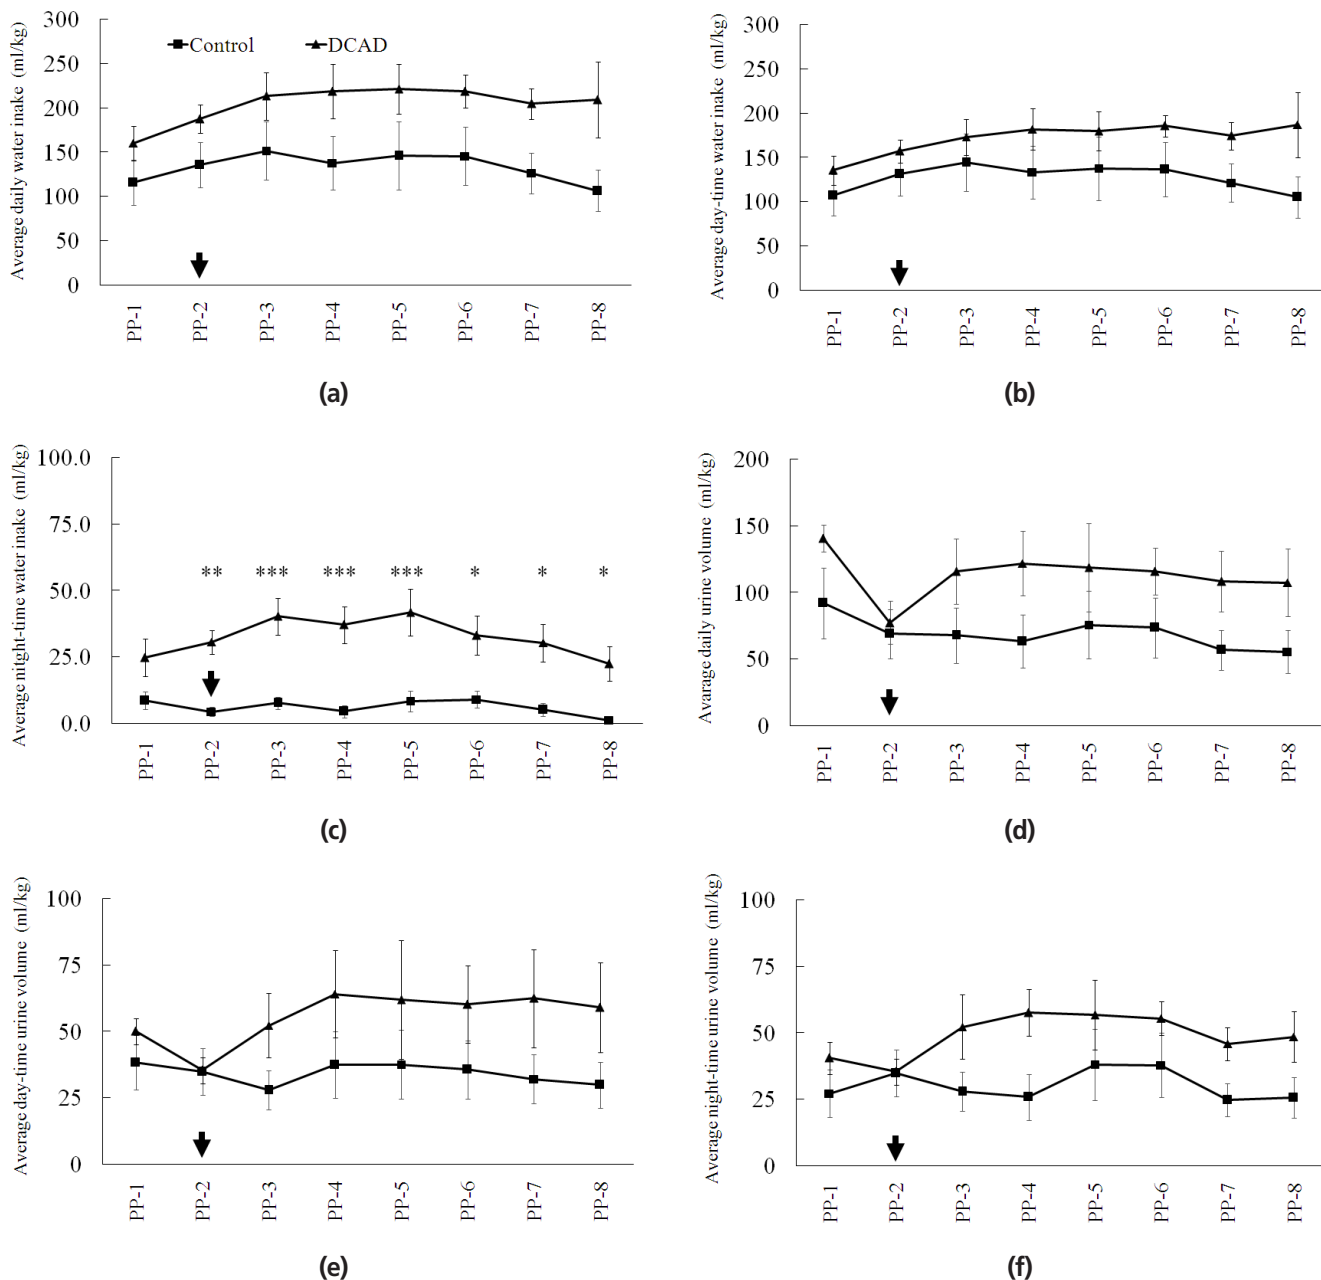 Average daily water inake (ml/kg)
300
250
200
150
100
50
0
Control
DCAD
PP-1
PP-2
PP-3
PP-4
PP-5
PP-6
PP-7
PP-8
(a)
Average day-time water inake (ml/kg)
300
250
200
150
100
50
0
PP-1
PP-2
PP-3
PP-4
PP-5
PP-6
PP-7
PP-8
(b)
Average nitght-time water inake (ml/kg)
100.0
75.0
50.0
25.0
0.0
** *** *** *** * * *
PP-1
PP-2
PP-3
PP-4
PP-5
PP-6
PP-7
PP-8
(c)
Avarage daily urine volume (ml/kg)
200
150
100
50
0
PP-1
PP-2
PP-3
PP-4
PP-5
PP-6
PP-7
PP-8
(d)
Average day-time urine volume (ml/kg)
100
75
50
25
0
PP-1
PP-2
PP-3
PP-4
PP-5
PP-6
PP-7
PP-8
(e)
Average night-time urine volume (ml/kg)
100
75
50
25
0
PP-1
PP-2
PP-3
PP-4
PP-5
PP-6
PP-7
PP-8
(f)